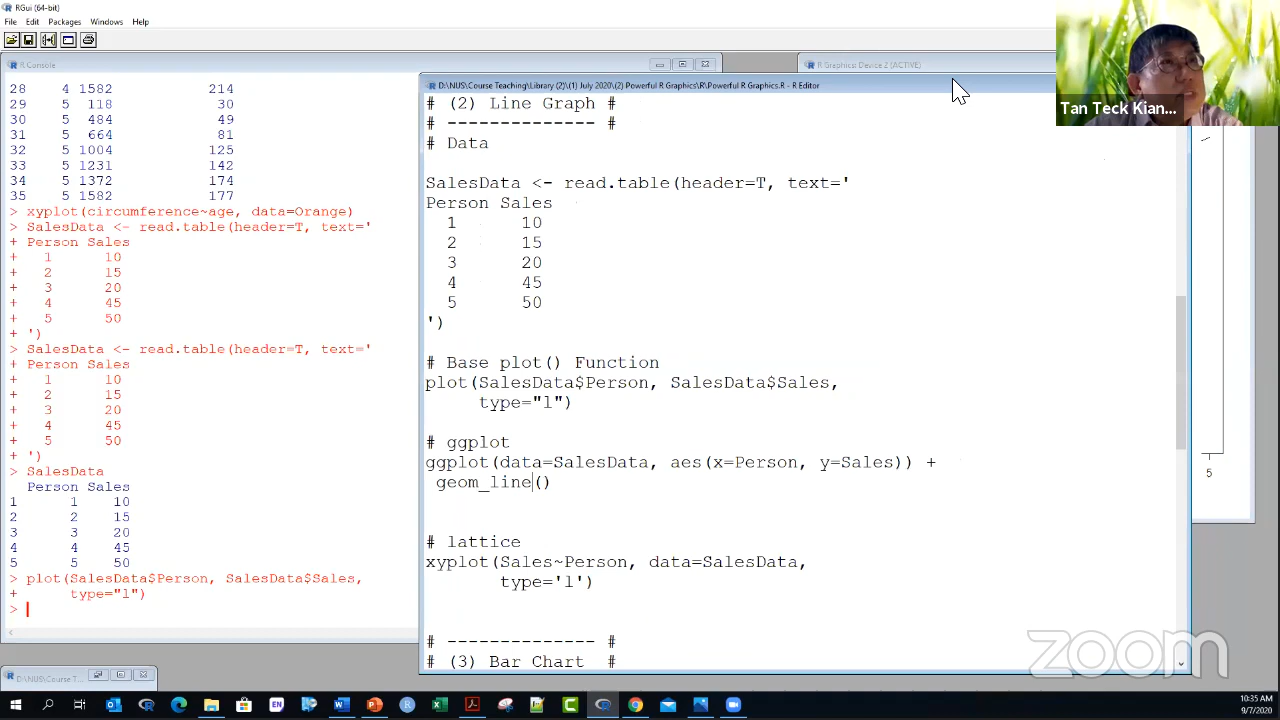 RGui (64-bit)
File Edit Packages Windows Help
R Console
28 4 1582 214
29 5 118 30
30 5 484 49
31 5 664 81
32 5 1004 125
33 5 1231 142
34 5 1372 174
35 5 1582 177
> xyplot(circumference~age, data=Orange)
> SalesData <- read.table(header=T, text='
+ Person Sales
+ 1 10
+ 2 15
+ 3 20
+ 4 45
+ 5 50
+ ')
> SalesData <- read.table(header=T, text='
+ Person Sales
+ 1 10
+ 2 15
+ 3 20
+ 4 45
+ 5 50
+ ')
> SalesData
Person Sales
1 1 10
2 2 15
3 3 20
4 4 45
5 5 50
> plot(SalesData$Person, SalesData$Sales,
+ type="l")
>
D:\NUS\Course T...
R Graphics: Device 2 (ACTIVE)
D:\NUS\Course Teaching\Library (2)\(1) July 2020\(2) Powerful R Graphics\R\Powerful R Graphics.R - R Editor
# (2) Line Graph #
# -------------- #
# Data
SalesData <- read.table(header=T, text='
Person Sales
1 10
2 15
3 20
4 45
5 50
')
# Base plot() Function
plot(SalesData$Person, SalesData$Sales,
type="l")
# ggplot
ggplot(data=SalesData, aes(x=Person, y=Sales)) +
geom_line()
# lattice
xyplot(Sales~Person, data=SalesData,
type='l')
# -------------- #
# (3) Bar Chart #
5
Tan Teck Kian...
zoom
EN
10:35 AM
9/7/2020